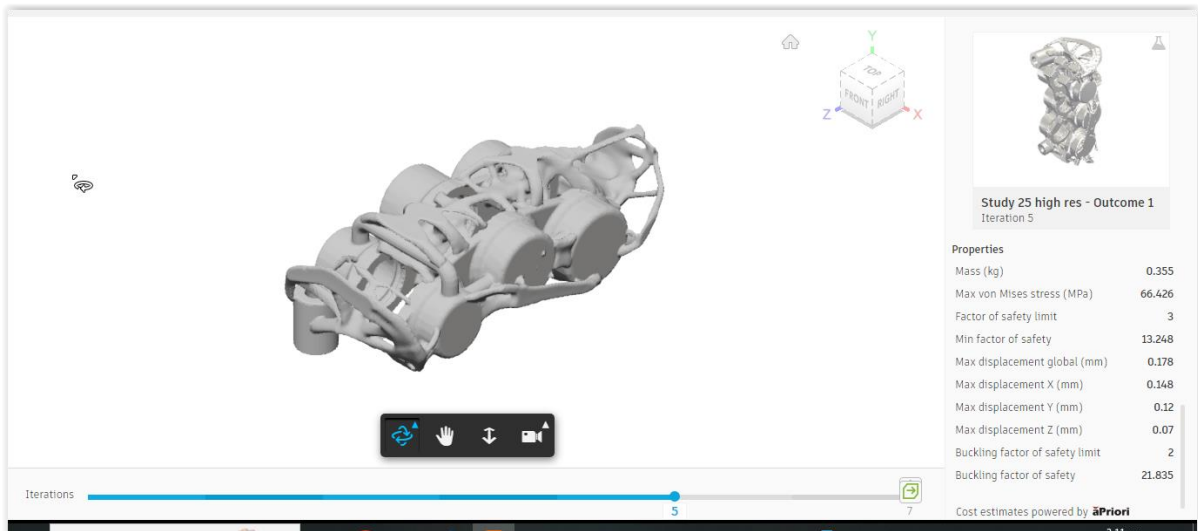 Y
TOP
FRONT
RIGHT
Z
X
Study 25 high res - Outcome 1
Iteration 5
Properties
Mass (kg) 0.355
Max von Mises stress (MPa) 66.426
Factor of safety limit 3
Min factor of safety 13.248
Max displacement global (mm) 0.178
Max displacement X (mm) 0.148
Max displacement Y (mm) 0.12
Max displacement Z (mm) 0.07
Buckling factor of safety limit 2
Buckling factor of safety 21.835
Iterations
5
7
Cost estimates powered by āPriori